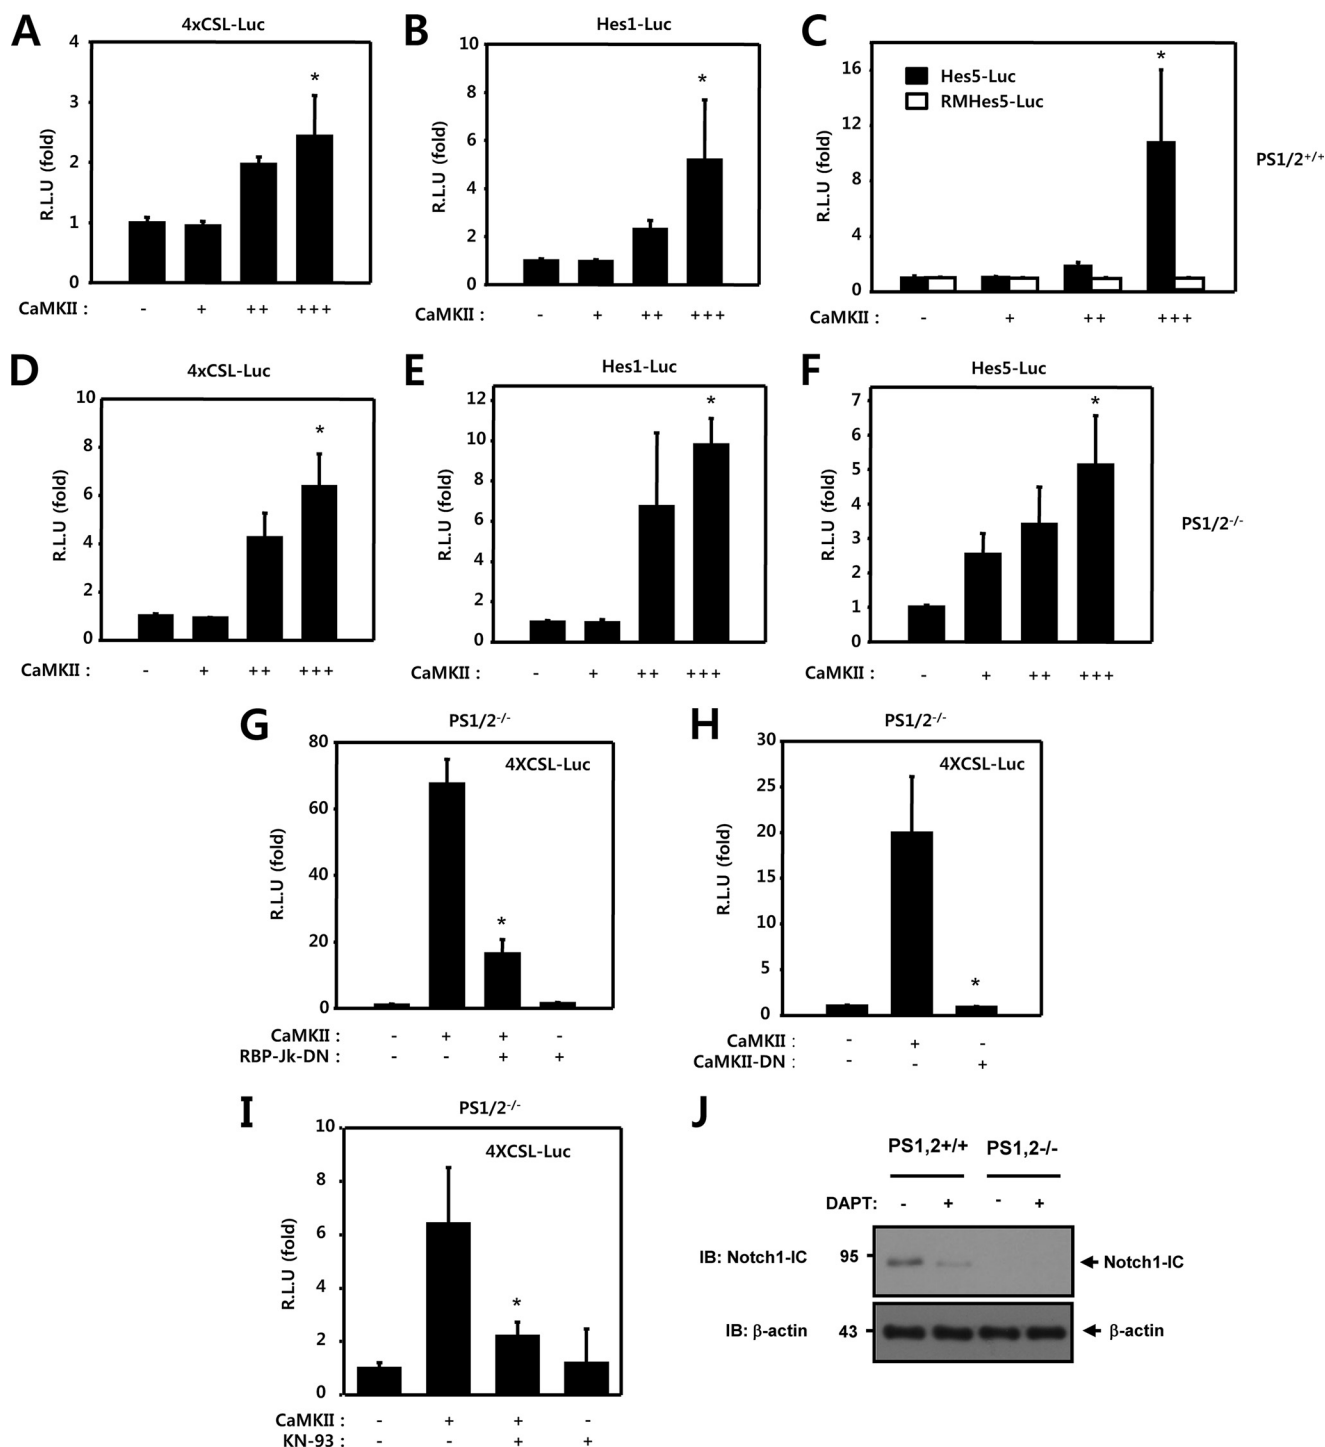 A
4xCSL-Luc
R.L.U (fold)
4
3
2
1
0
*
CaMKII : - + ++ +++
B
Hes1-Luc
R.L.U (fold)
10
8
6
4
2
0
*
CaMKII : - + ++ +++
C
R.L.U (fold)
16
12
8
4
0
Hes5-Luc
RMHes5-Luc
*
CaMKII : - + ++ +++
PS1/2+/+
D
4xCSL-Luc
R.L.U (fold)
10
8
6
4
2
0
*
CaMKII : - + ++ +++
E
Hes1-Luc
R.L.U (fold)
12
10
8
6
4
2
0
*
CaMKII : - + ++ +++
F
Hes5-Luc
R.L.U (fold)
7
6
5
4
3
2
1
0
*
CaMKII : - + ++ +++
PS1/2-/-
G
PS1/2-/-
4XCSL-Luc
R.L.U (fold)
80
60
40
20
0
*
CaMKII : - + + -
RBP-Jk-DN : - - + +
H
PS1/2-/-
4XCSL-Luc
R.L.U (fold)
30
25
20
15
10
5
0
*
CaMKII : - + -
CaMKII-DN : - - +
I
PS1/2-/-
4XCSL-Luc
R.L.U (fold)
10
8
6
4
2
0
*
CaMKII : - + + -
KN-93 : - - + +
J
PS1,2+/+ PS1,2-/-
DAPT: - + - +
IB: Notch1-IC 95 Notch1-IC
IB: β-actin 43 β-actin